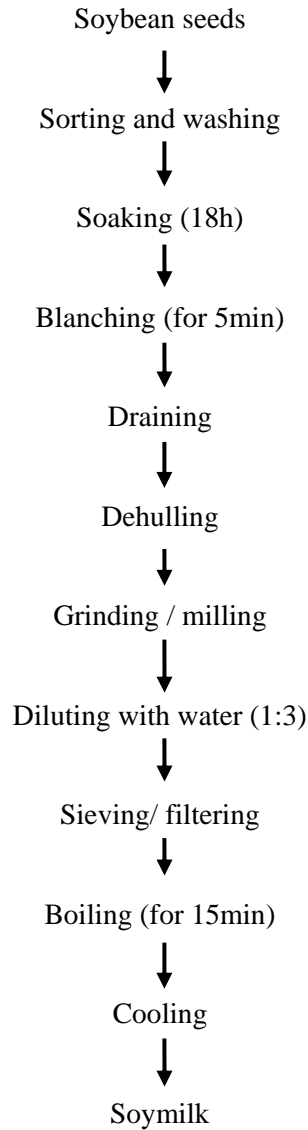 Soybean seeds
Sorting and washing
Soaking (18h)
Blanching (for 5min)
Draining
Dehulling
Grinding / milling
Diluting with water (1:3)
Sieving/ filtering
Boiling (for 15min)
Cooling
Soymilk